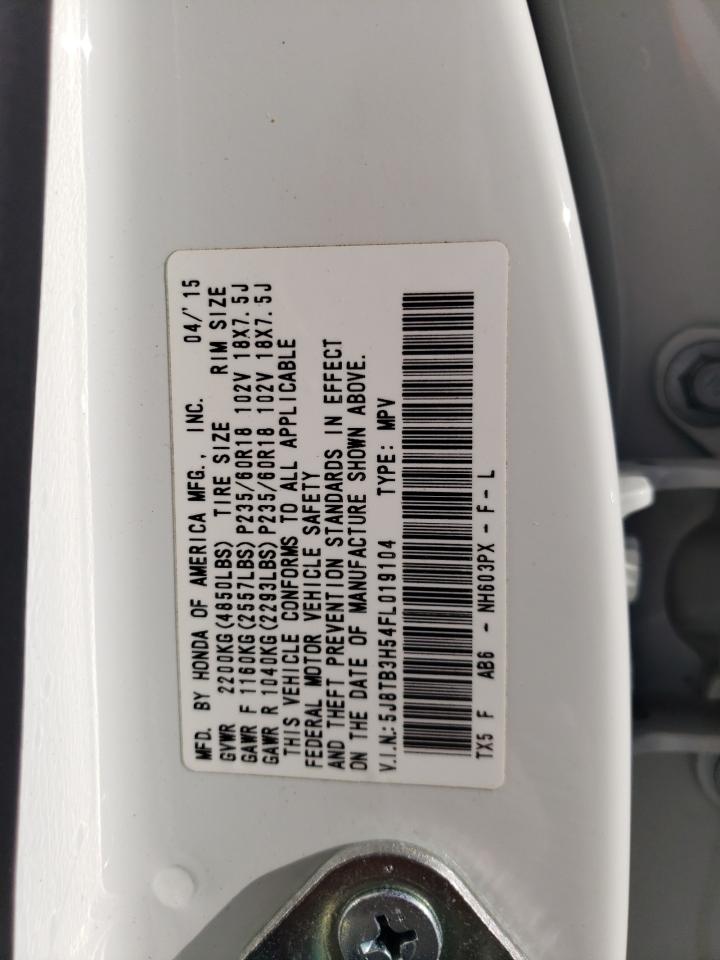 MFD. BY HONDA OF AMERICA MFG., INC. 04/'15
GVWR 2200KG(4850LBS) TIRE SIZE RIM SIZE
GAWR F 1160KG(2557LBS)P235/60R18 102V 18X7.5J
GAWR R 1040KG(2293LBS)P235/60R18 102V 18X7.5J
THIS VEHICLE CONFORMS TO ALL APPLICABLE
FEDERAL MOTOR VEHICLE SAFETY
AND THEFT PREVENTION STANDARDS IN EFFECT
ON THE DATE OF MANUFACTURE SHOWN ABOVE.
V.I.N.:5J8TB3H54FL019104 TYPE: MPV
TX5 F AB6 - NH603PX - F - L